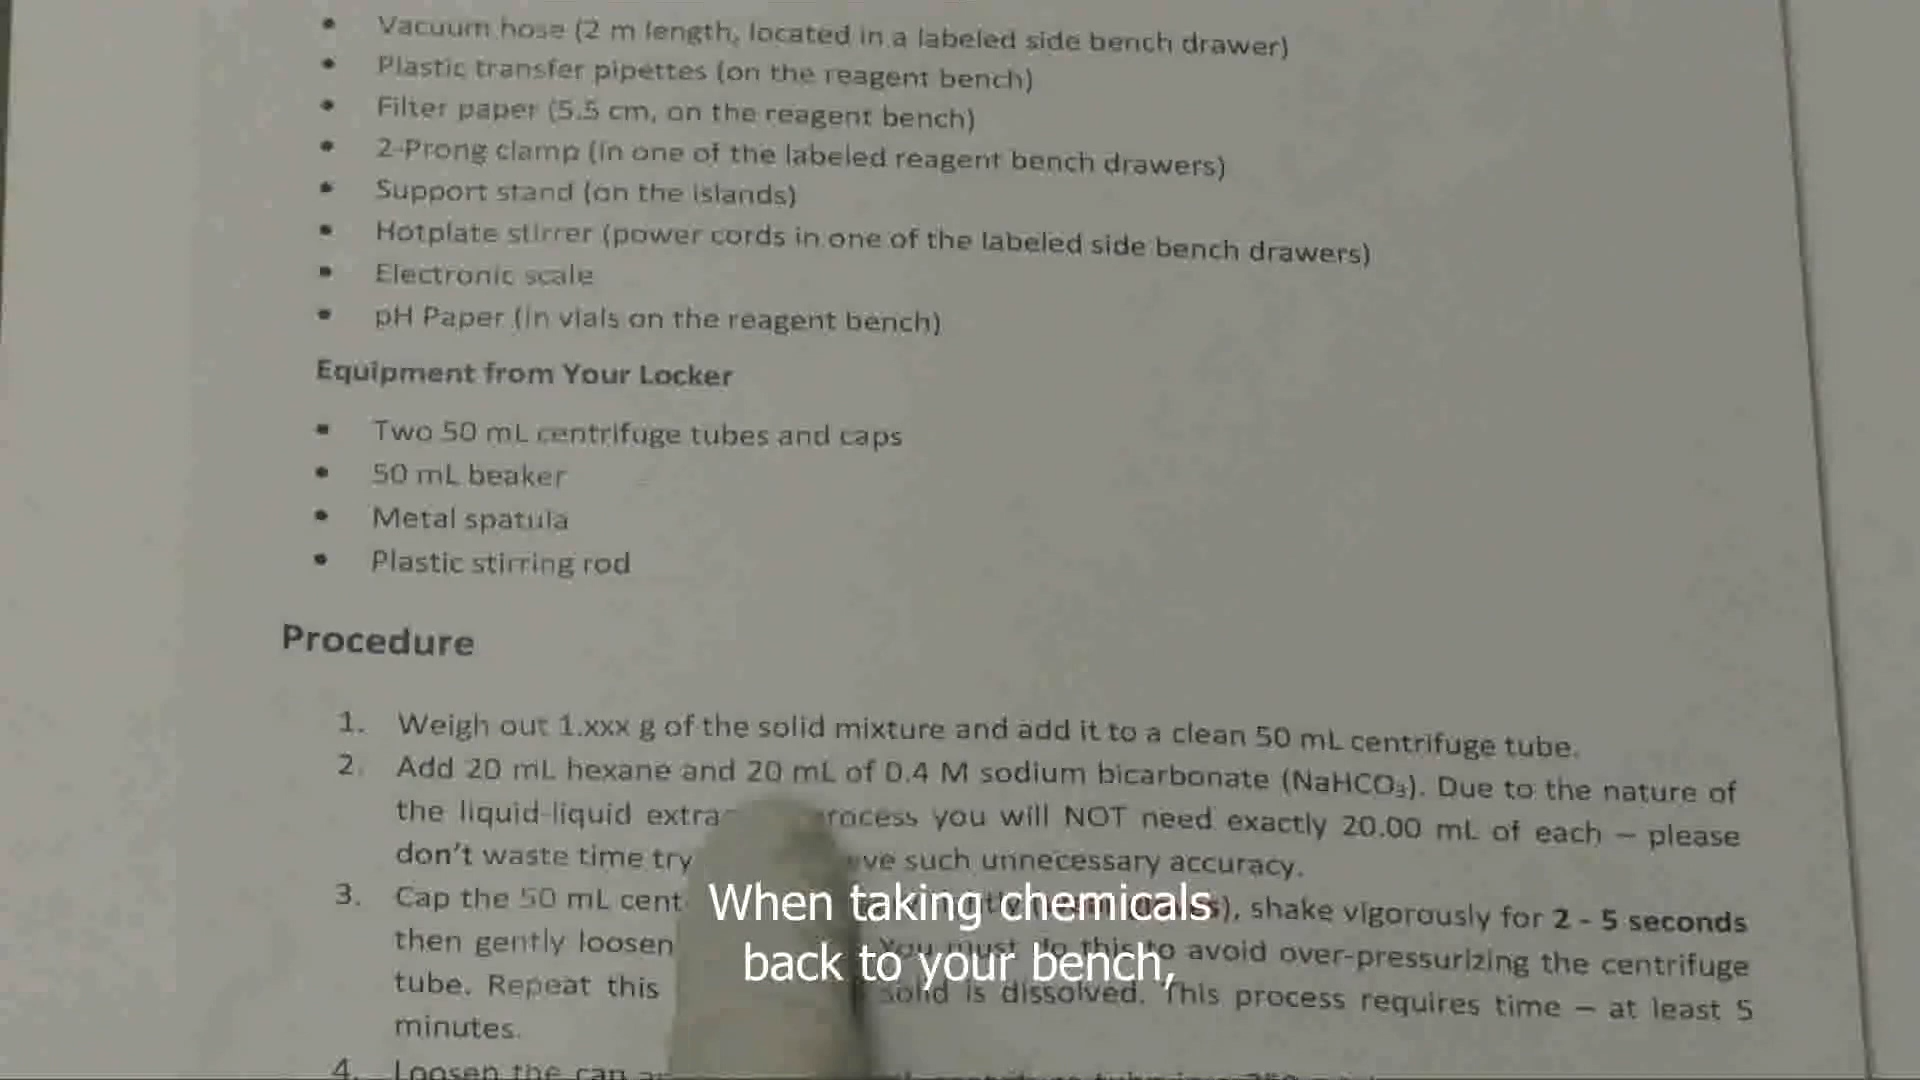 Vacuum hose (2 m length, located in a labeled side bench drawer)
Plastic transfer pipettes (on the reagent bench)
Filter paper (5.5 cm, on the reagent bench)
2-Prong clamp (in one of the labeled reagent bench drawers)
Support stand (on the islands)
Hotplate stirrer (power cords in one of the labeled side bench drawers)
Electronic scale
pH Paper (in vials on the reagent bench)
Equipment from Your Locker
Two 50 mL centrifuge tubes and caps
50 mL beaker
Metal spatula
Plastic stirring rod
Procedure
1. Weigh out 1.xxx g of the solid mixture and add it to a clean 50 mL centrifuge tube.
2. Add 20 mL hexane and 20 mL of 0.4 M sodium bicarbonate (NaHCO₃). Due to the nature of
the liquid-liquid you will NOT need exactly 20.00 mL of each – please
don't waste time such unnecessary accuracy.
3. Cap the 50 mL shake vigorously for 2 - 5 seconds
then gently loosen You must do this to avoid over-pressurizing the centrifuge
tube. Repeat this solid is dissolved. This process requires time – at least 5
minutes.
4. Loosen the cap
When taking chemicals
back to your bench,